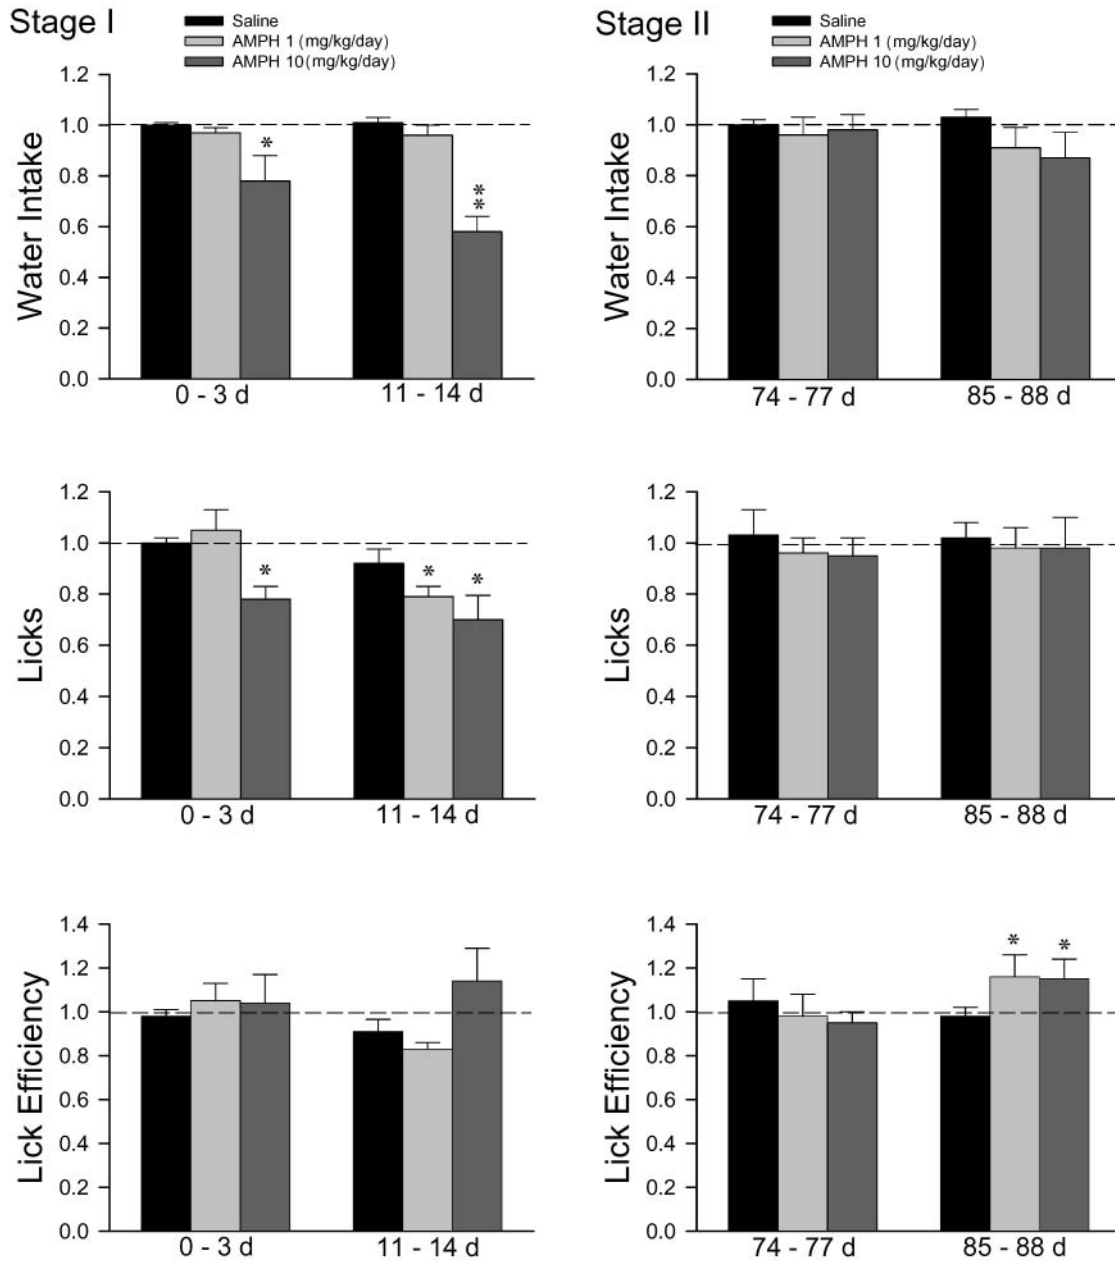 Stage I
Saline
AMPH 1 (mg/kg/day)
AMPH 10(mg/kg/day)
Water Intake
1.2
1.0
0.8
0.6
0.4
0.2
0.0
*
*
*
0 - 3 d
11 - 14 d
Stage II
Saline
AMPH 1 (mg/kg/day)
AMPH 10(mg/kg/day)
Water Intake
1.2
1.0
0.8
0.6
0.4
0.2
0.0
74 - 77 d
85 - 88 d
Licks
1.2
1.0
0.8
0.6
0.4
0.2
0.0
*
*
*
0 - 3 d
11 - 14 d
Licks
1.2
1.0
0.8
0.6
0.4
0.2
0.0
74 - 77 d
85 - 88 d
Lick Efficiency
1.4
1.2
1.0
0.8
0.6
0.4
0.2
0.0
0 - 3 d
11 - 14 d
Lick Efficiency
1.4
1.2
1.0
0.8
0.6
0.4
0.2
0.0
*
*
74 - 77 d
85 - 88 d